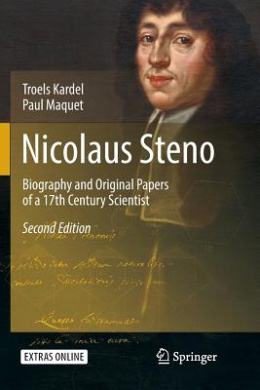 Troels Kardel
Paul Maquet
Nicolaus Steno
Biography and Original Papers
of a 17th Century Scientist
Second Edition
EXTRAS ONLINE
Springer